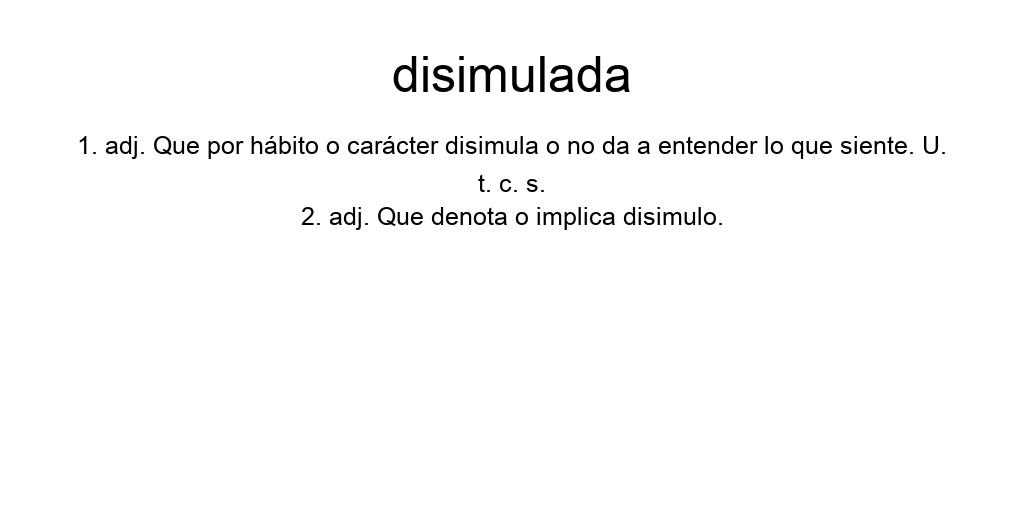 disimulada
1. adj. Que por hábito o carácter disimula o no da a entender lo que siente. U.
t. c. s.
2. adj. Que denota o implica disimulo.